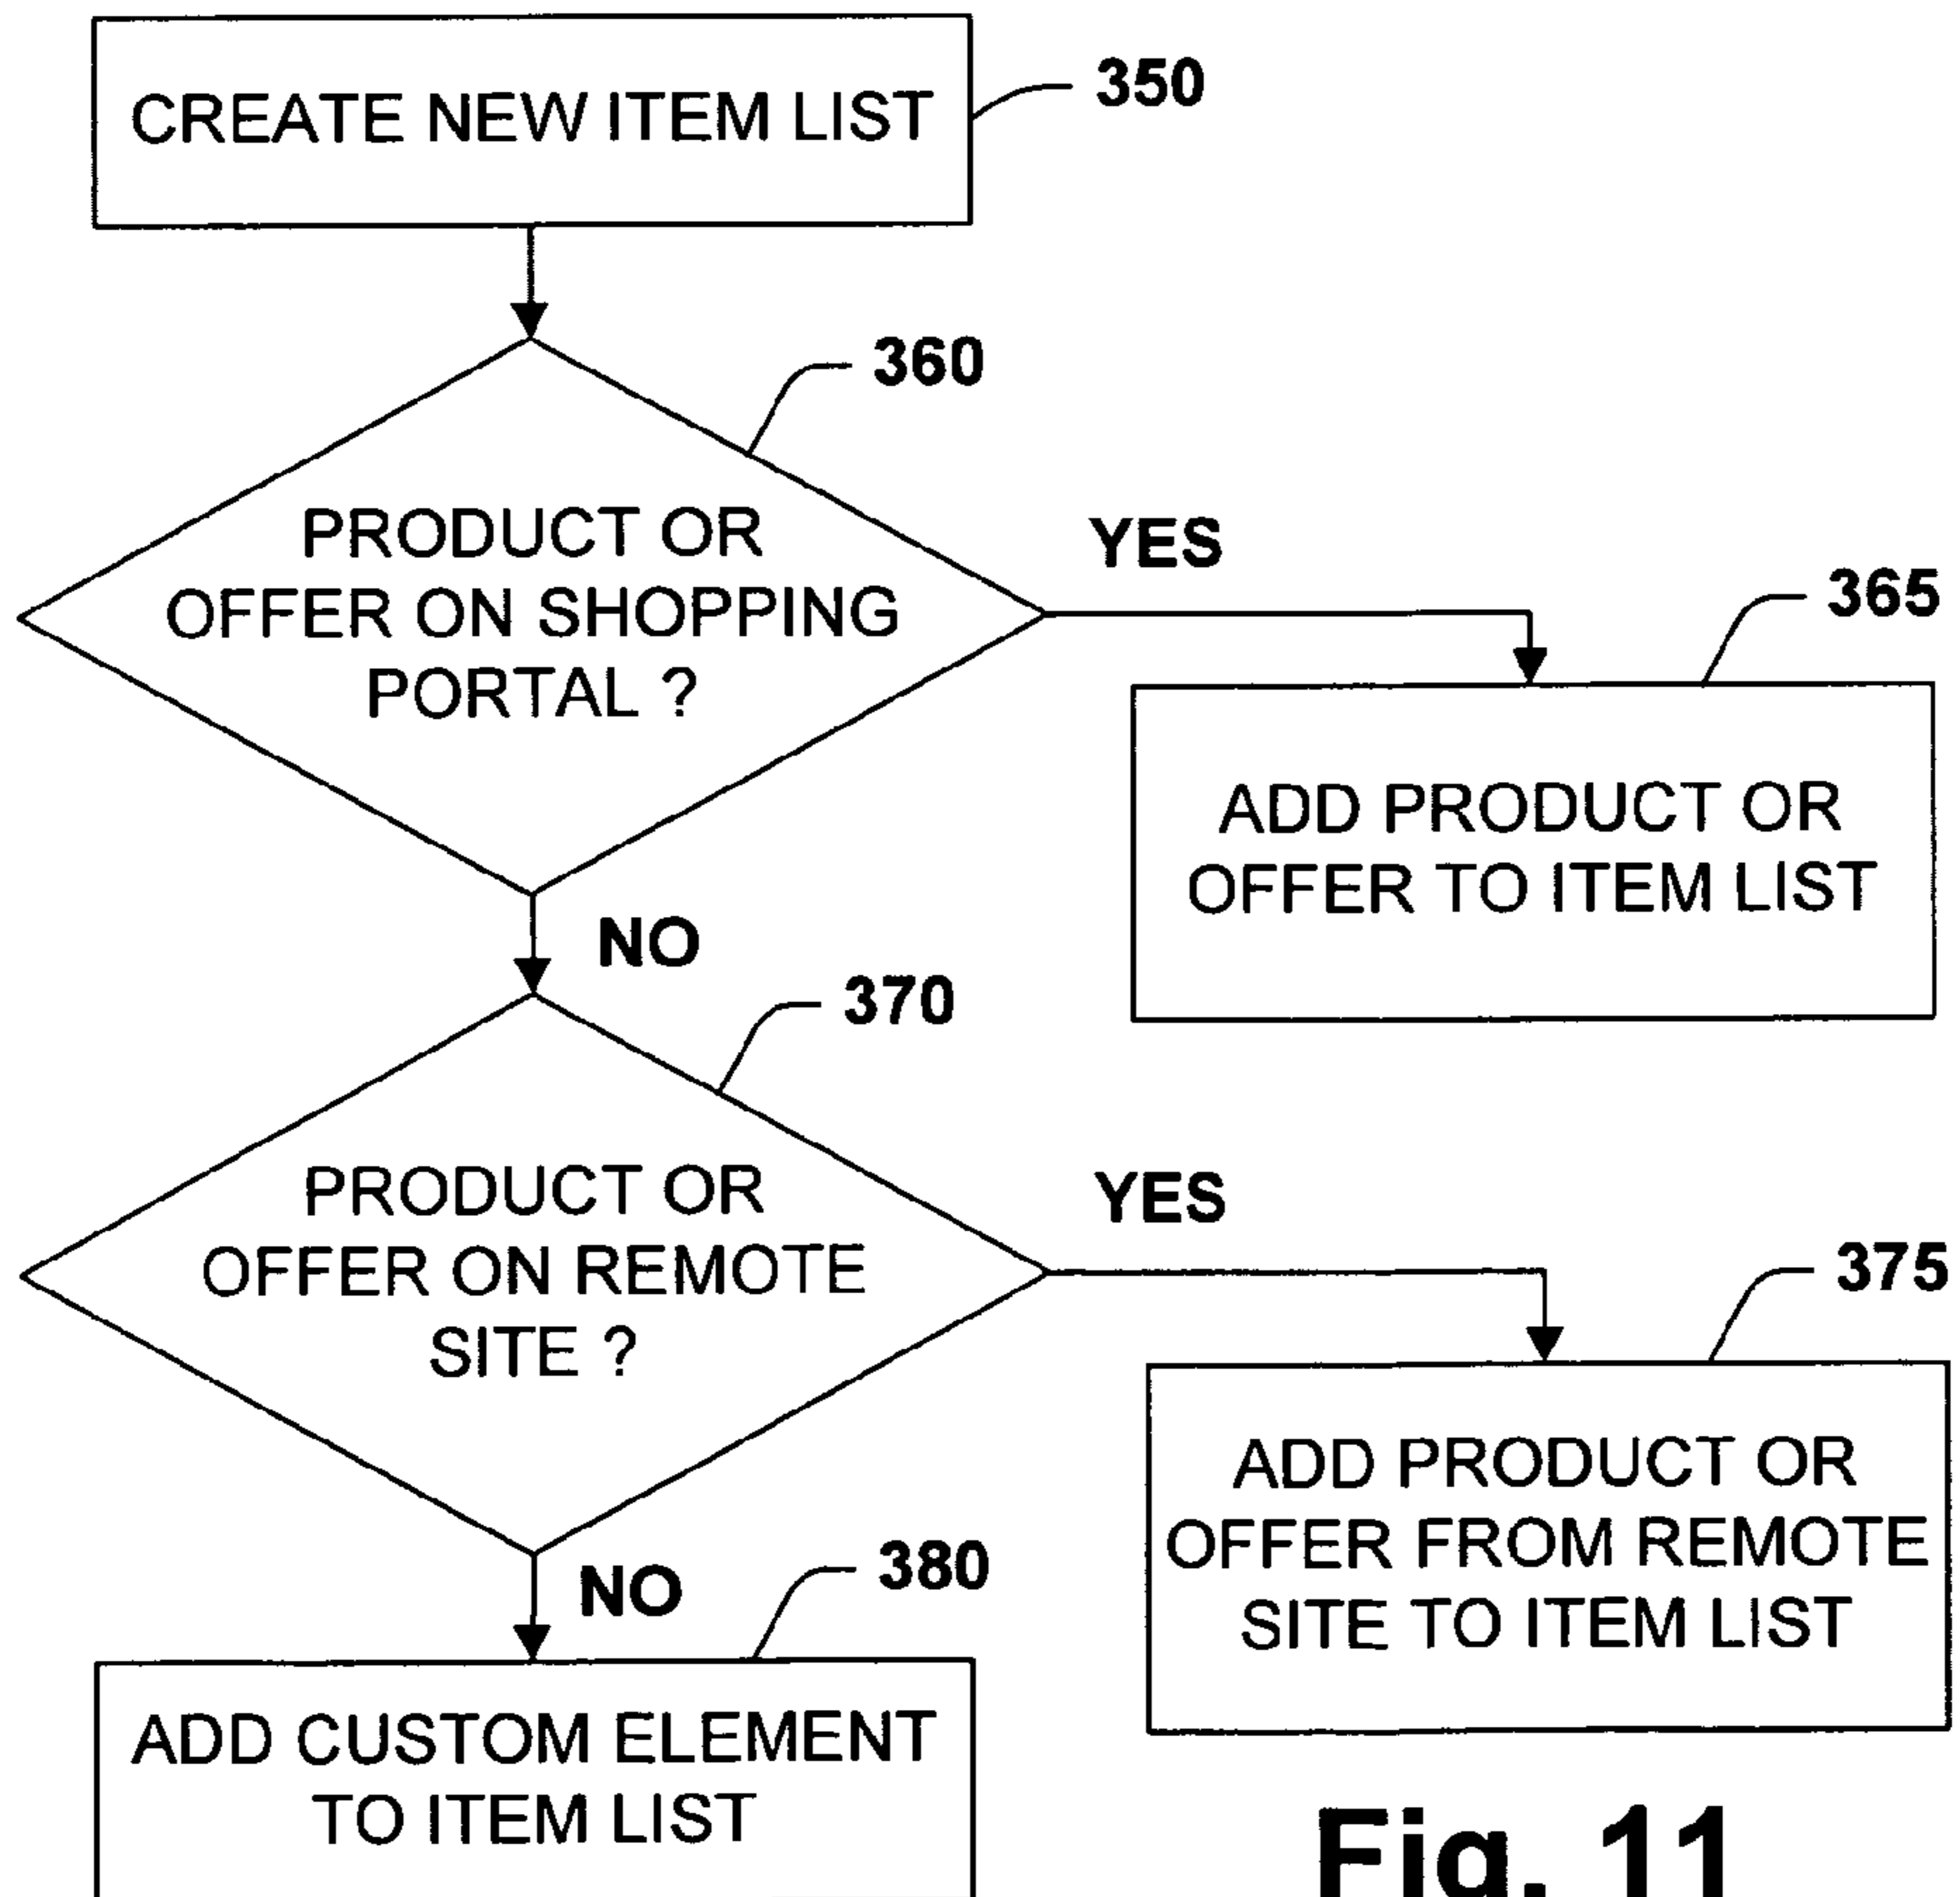 CREATE NEW ITEM LIST
350
360
PRODUCT OR
OFFER ON SHOPPING
PORTAL ?
YES
365
ADD PRODUCT OR
OFFER TO ITEM LIST
NO
370
PRODUCT OR
OFFER ON REMOTE
SITE ?
YES
375
ADD PRODUCT OR
OFFER FROM REMOTE
SITE TO ITEM LIST
NO
380
ADD CUSTOM ELEMENT
TO ITEM LIST
Fig. 11